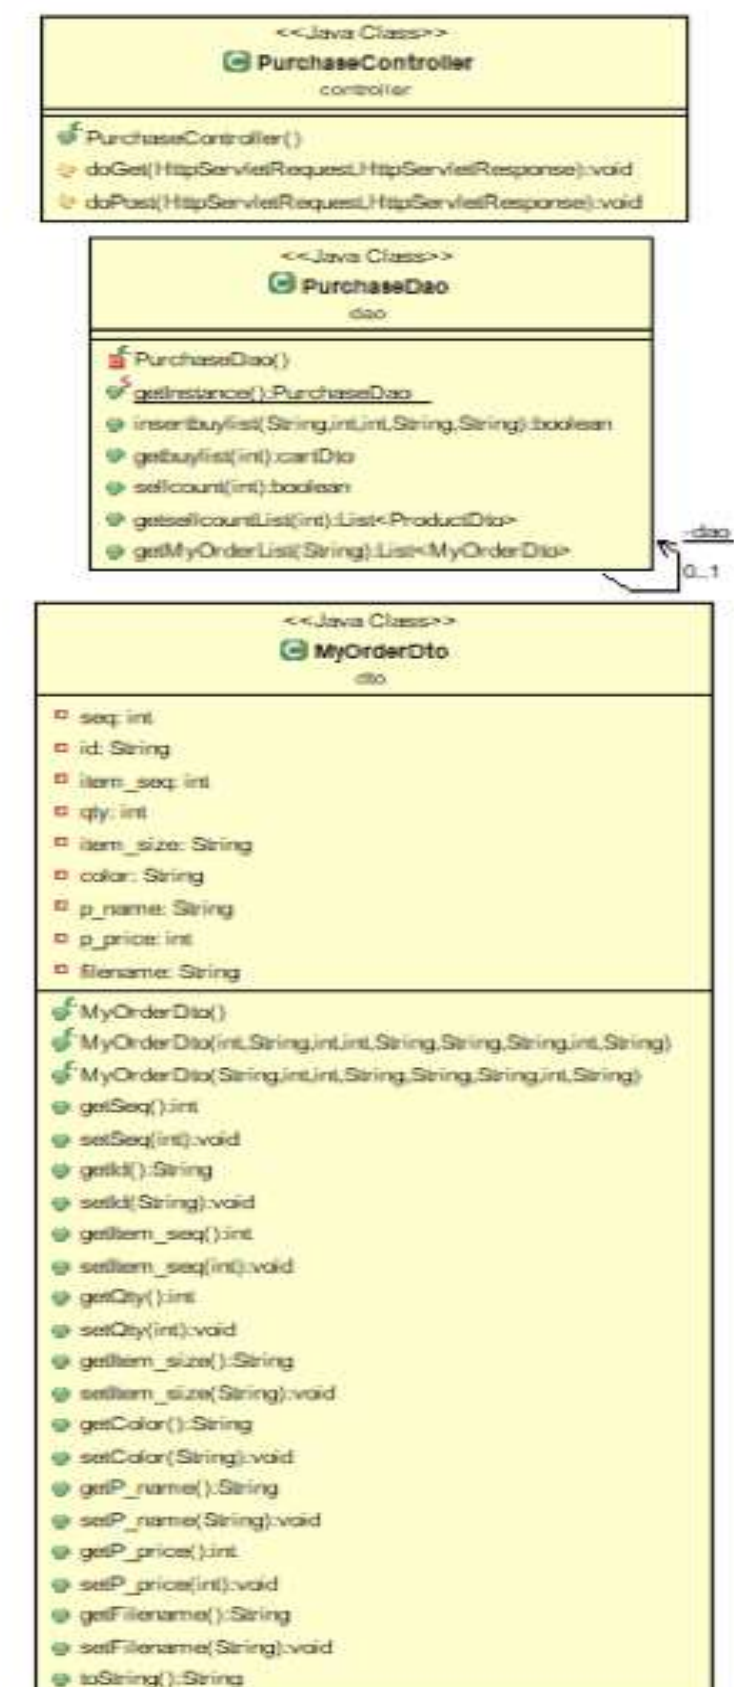 <<Java Class>>
PurchaseController
controller
PurchaseController()
doGet(HttpServletRequest,HttpServletResponse):void
doPost(HttpServletRequest,HttpServletResponse):void
<<Java Class>>
PurchaseDao
dao
PurchaseDao()
getInstance():PurchaseDao
insertbuylist(String,int,int,String,String):boolean
getbuylist(int):cartDto
sellcount(int):boolean
getsellcountList(int):List<ProductDto>
getMyOrderList(String):List<MyOrderDto>
-dao
0..1
<<Java Class>>
MyOrderDto
dto
seq: int
id: String
item_seq: int
qty: int
item_size: String
color: String
p_name: String
p_price: int
filename: String
MyOrderDto()
MyOrderDto(int,String,int,int,String,String,String,int,String)
MyOrderDto(String,int,int,String,String,String,int,String)
getSeq():int
setSeq(int):void
getId():String
setId(String):void
getItem_seq():int
setItem_seq(int):void
getQty():int
setQty(int):void
getItem_size():String
setItem_size(String):void
getColor():String
setColor(String):void
getP_name():String
setP_name(String):void
getP_price():int
setP_price(int):void
getFilename():String
setFilename(String):void
toString():String